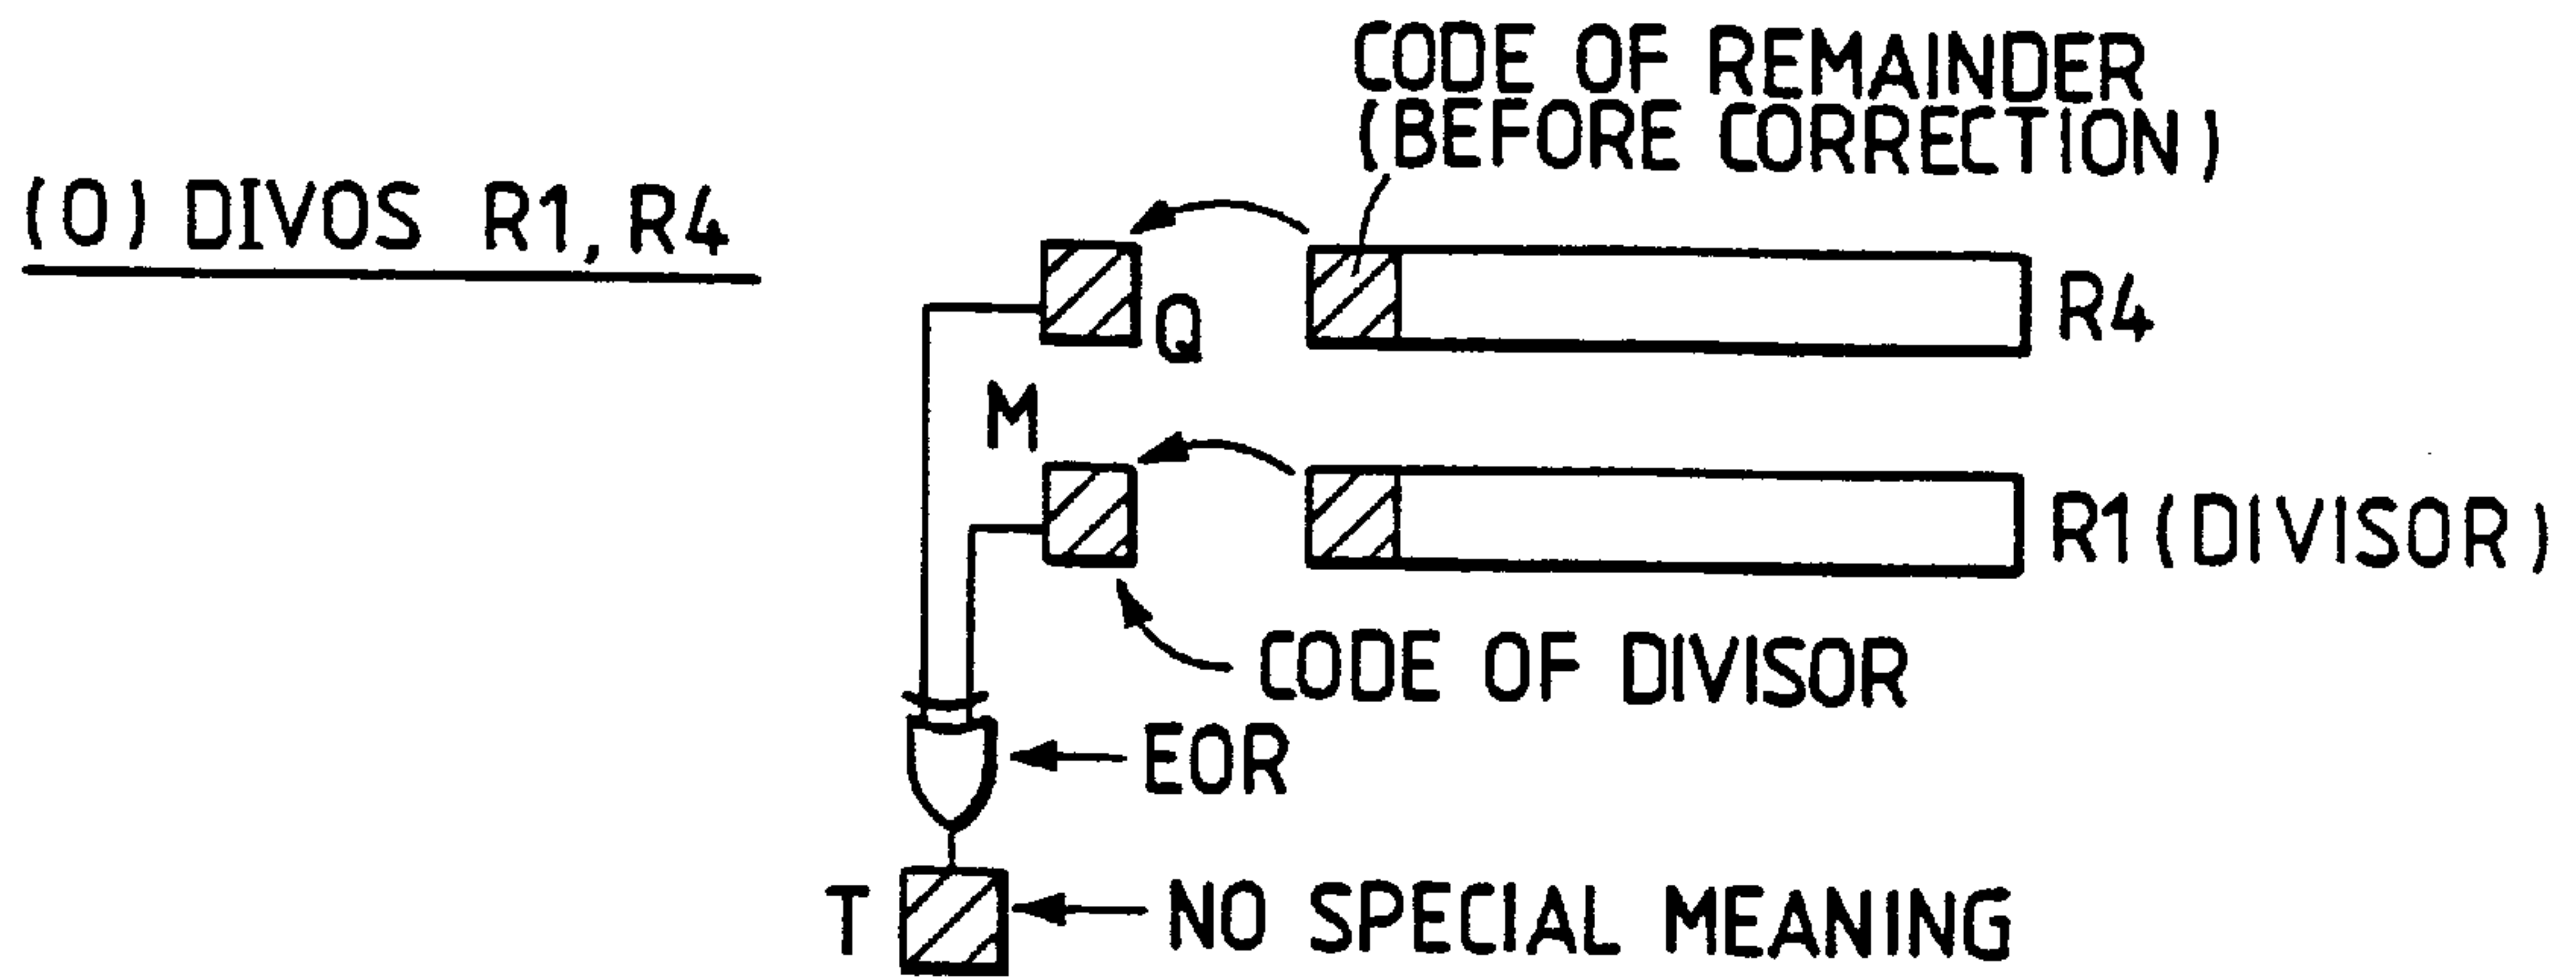 CODE OF REMAINDER
(BEFORE CORRECTION)
(0) DIVOS R1, R4
Q
R4
M
R1 (DIVISOR)
CODE OF DIVISOR
EOR
T
NO SPECIAL MEANING